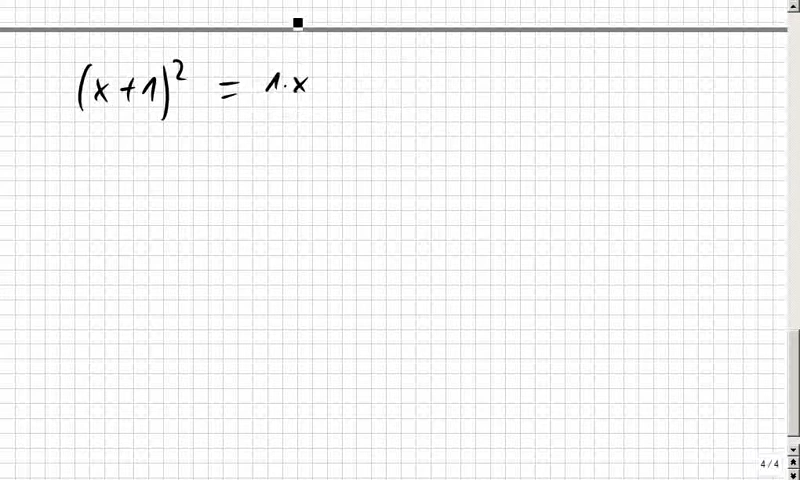 (x+1)² = 1·x
4/4